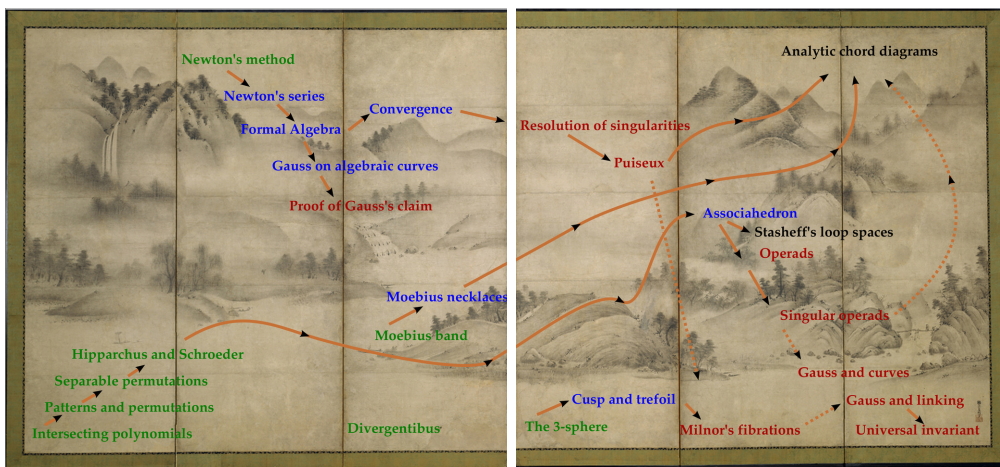 Newton's method
Newton's series
Formal Algebra
Gauss on algebraic curves
Proof of Gauss's claim
Convergence
Moebius necklaces
Moebius band
Hipparchus and Schroeder
Separable permutations
Patterns and permutations
Intersecting polynomials
Divergentibus
Analytic chord diagrams
Resolution of singularities
Puiseux
Associahedron
Stasheff's loop spaces
Operads
Singular operads
Gauss and curves
Cusp and trefoil
The 3-sphere
Milnor's fibrations
Gauss and linking
Universal invariant